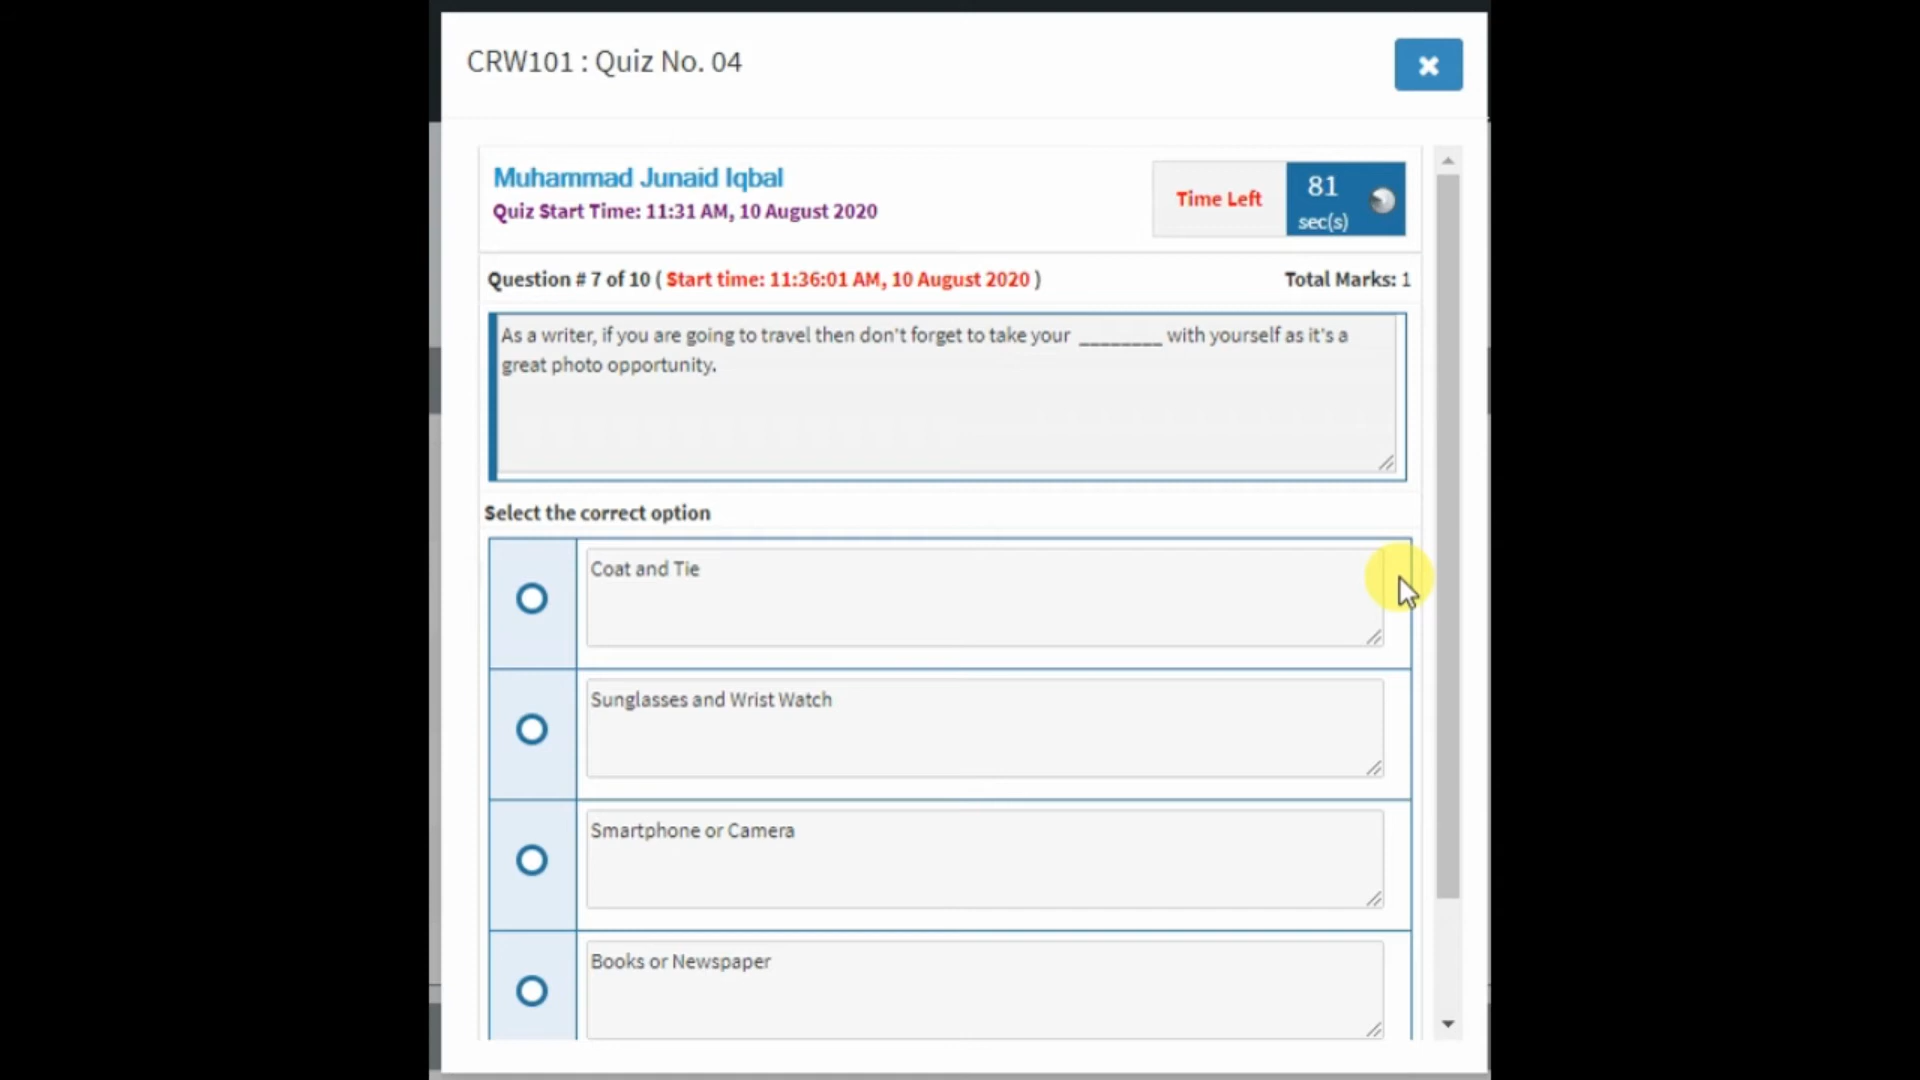 CRW101 : Quiz No. 04
Muhammad Junaid Iqbal
Quiz Start Time: 11:31 AM, 10 August 2020
Time Left
81
sec(s)
Question # 7 of 10 ( Start time: 11:36:01 AM, 10 August 2020 )
Total Marks: 1
As a writer, if you are going to travel then don't forget to take your ________ with yourself as it's a
great photo opportunity.
Select the correct option
Coat and Tie
Sunglasses and Wrist Watch
Smartphone or Camera
Books or Newspaper